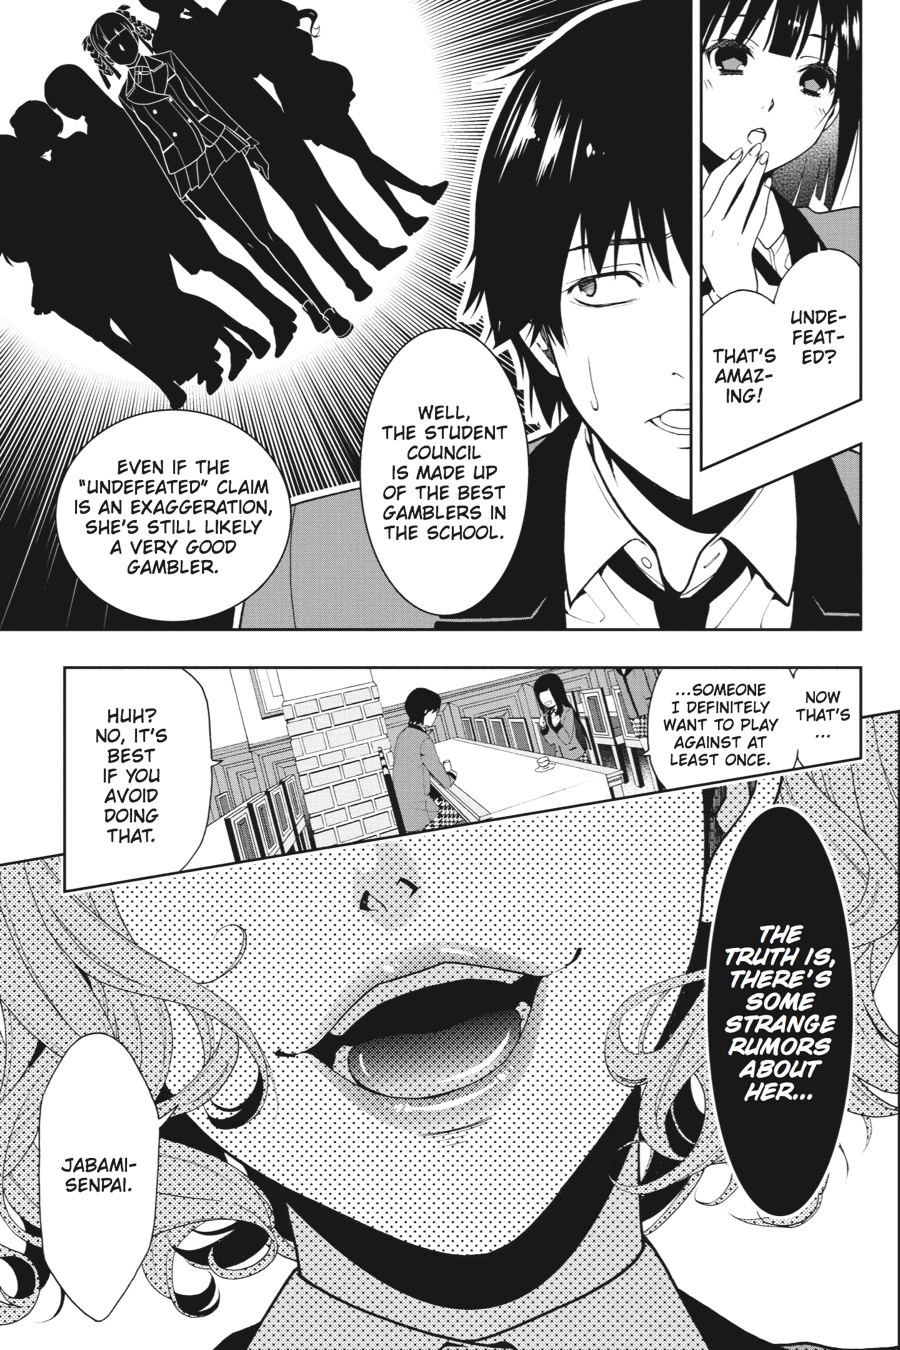 UNDE-
FEAT-
ED?
THAT'S
AMAZ-
ING!
WELL,
THE STUDENT
COUNCIL
IS MADE UP
OF THE BEST
GAMBLERS IN
THE SCHOOL.
EVEN IF THE
"UNDEFEATED" CLAIM
IS AN EXAGGERATION,
SHE'S STILL LIKELY
A VERY GOOD
GAMBLER.
NOW
THAT'S
...
...SOMEONE
I DEFINITELY
WANT TO PLAY
AGAINST AT
LEAST ONCE.
HUH?
NO, IT'S
BEST
IF YOU
AVOID
DOING
THAT.
THE
TRUTH IS,
THERE'S
SOME
STRANGE
RUMORS
ABOUT
HER...
JABAMI-
SENPAI.